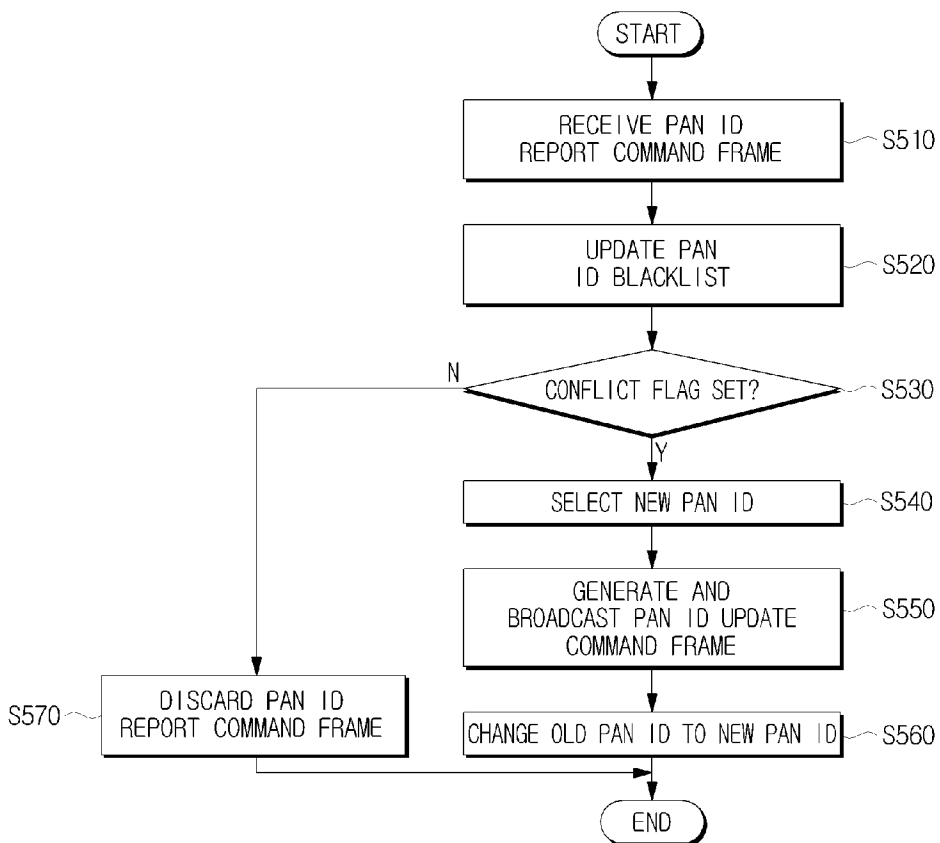 START
RECEIVE PAN ID
REPORT COMMAND FRAME
S510
UPDATE PAN
ID BLACKLIST
S520
N
CONFLICT FLAG SET?
S530
Y
SELECT NEW PAN ID
S540
GENERATE AND
BROADCAST PAN ID UPDATE
COMMAND FRAME
S550
S570
DISCARD PAN ID
REPORT COMMAND FRAME
CHANGE OLD PAN ID TO NEW PAN ID
S560
END